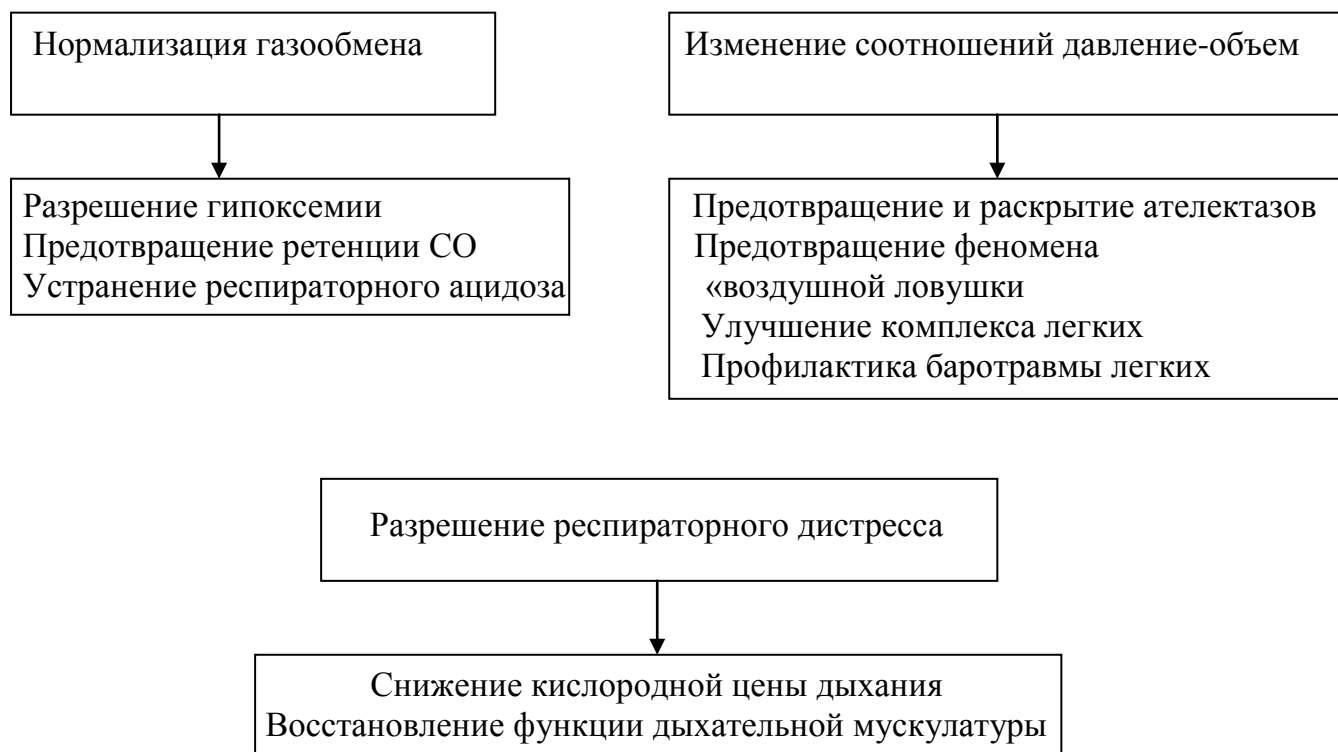 Нормализация газообмена
Разрешение гипоксемии
Предотвращение ретенции СО
Устранение респираторного ацидоза
Изменение соотношений давление-объем
Предотвращение и раскрытие ателектазов
Предотвращение феномена
«воздушной ловушки
Улучшение комплекса легких
Профилактика баротравмы легких
Разрешение респираторного дистресса
Снижение кислородной цены дыхания
Восстановление функции дыхательной мускулатуры